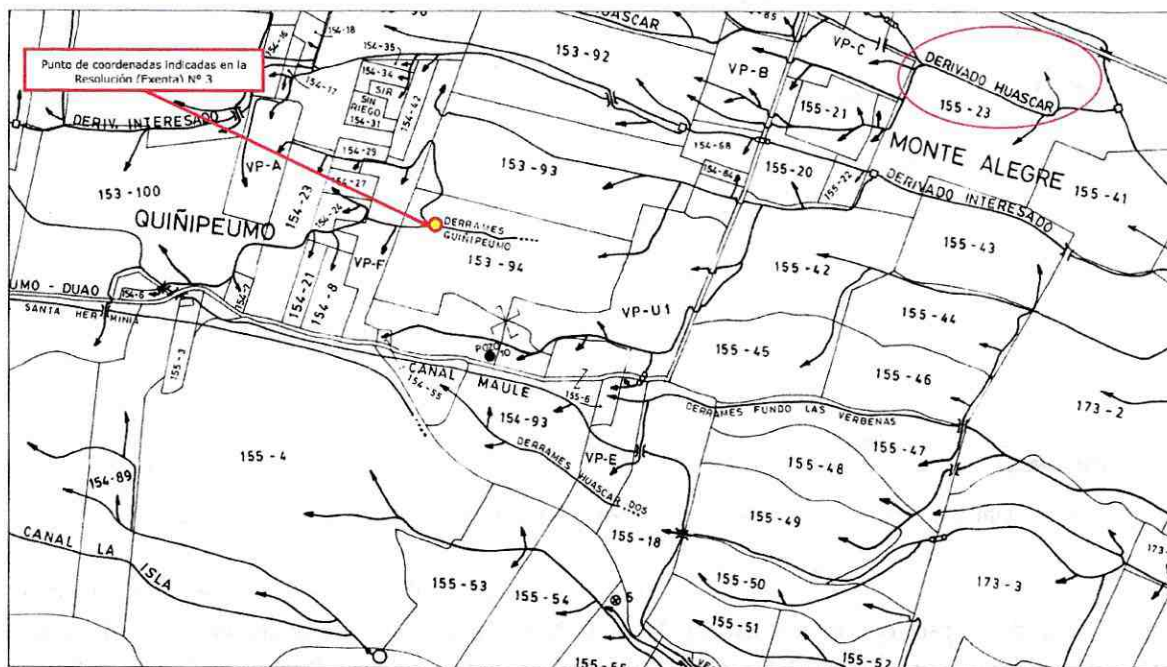 154-16
154-18
154-35
HUASCAR
VP-C
Punto de coordenadas indicadas en la
Resolución (Exenta) Nº 3
154-17
154-34
SIR
SIN
RIEGO
154-31
154-42
153-92
VP-B
DERIVADO HUASCAR
155-21
155-23
DERIV. INTERESADO
154-29
VP-A
154-27
153-93
154-68
154-64
155-20
155-22
MONTE ALEGRE
DERIVADO INTERESADO
155-41
153-100
154-23
154-24
QUIÑIPEUMO
DERRAMES
QUIÑIPEUMO
153-94
155-43
155-42
VP-F
154-21
154-8
154-7
UMO - DUAO
154-6
SANTA HERMINIA
VP-U1
155-44
155-3
POZO 10
155-45
155-46
CANAL MAULE
154-55
155-6
154-93
DERRAMES FUNDO LAS VERBENAS
173-2
155-4
VP-E
155-47
DERRAMES HUASCAR DOS
155-48
154-89
155-49
CANAL LA ISLA
155-18
155-53
155-54
155-50
173-3
155-51
155-52